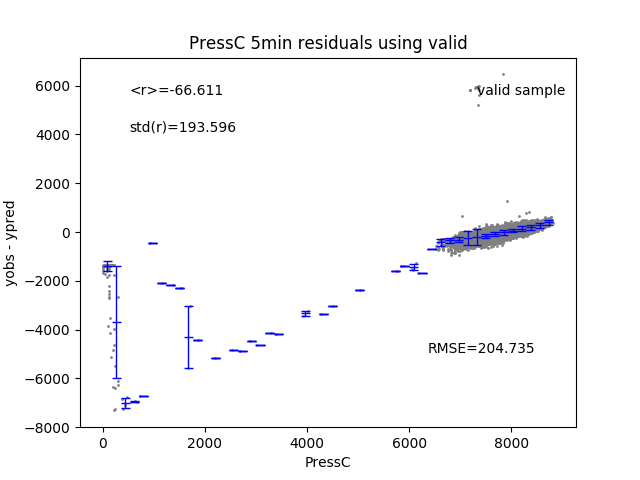 PressC 5min residuals using valid
<r>=-66.611
valid sample
std(r)=193.596
RMSE=204.735
yobs - ypred
6000
4000
2000
0
−2000
−4000
−6000
−8000
0 2000 4000 6000 8000
PressC